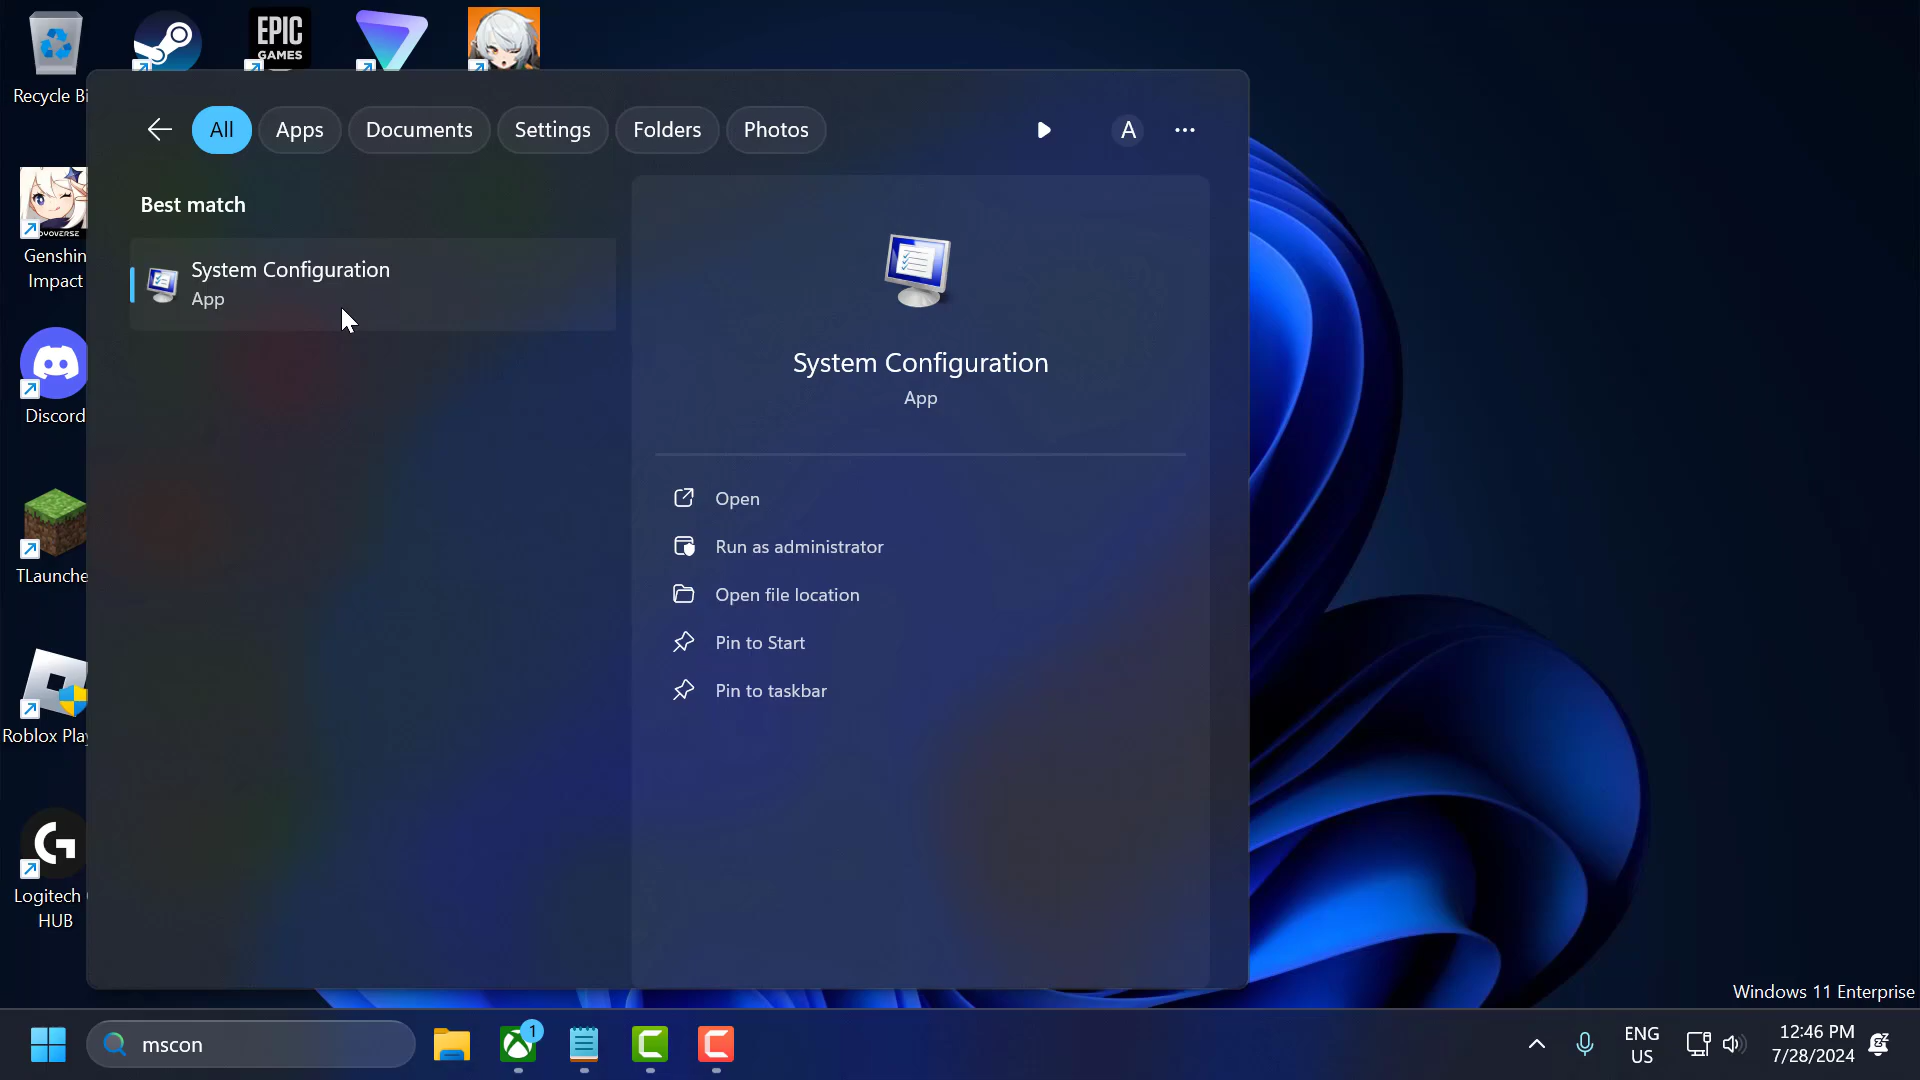 EPIC
GAMES
Recycle Bi
All
Apps
Documents
Settings
Folders
Photos
A
Best match
System Configuration
App
System Configuration
App
Open
Run as administrator
Open file location
Pin to Start
Pin to taskbar
Genshin
Impact
Discord
TLaunche
Roblox Play
Logitech
HUB
Windows 11 Enterprise
mscon
1
ENG
US
12:46 PM
7/28/2024